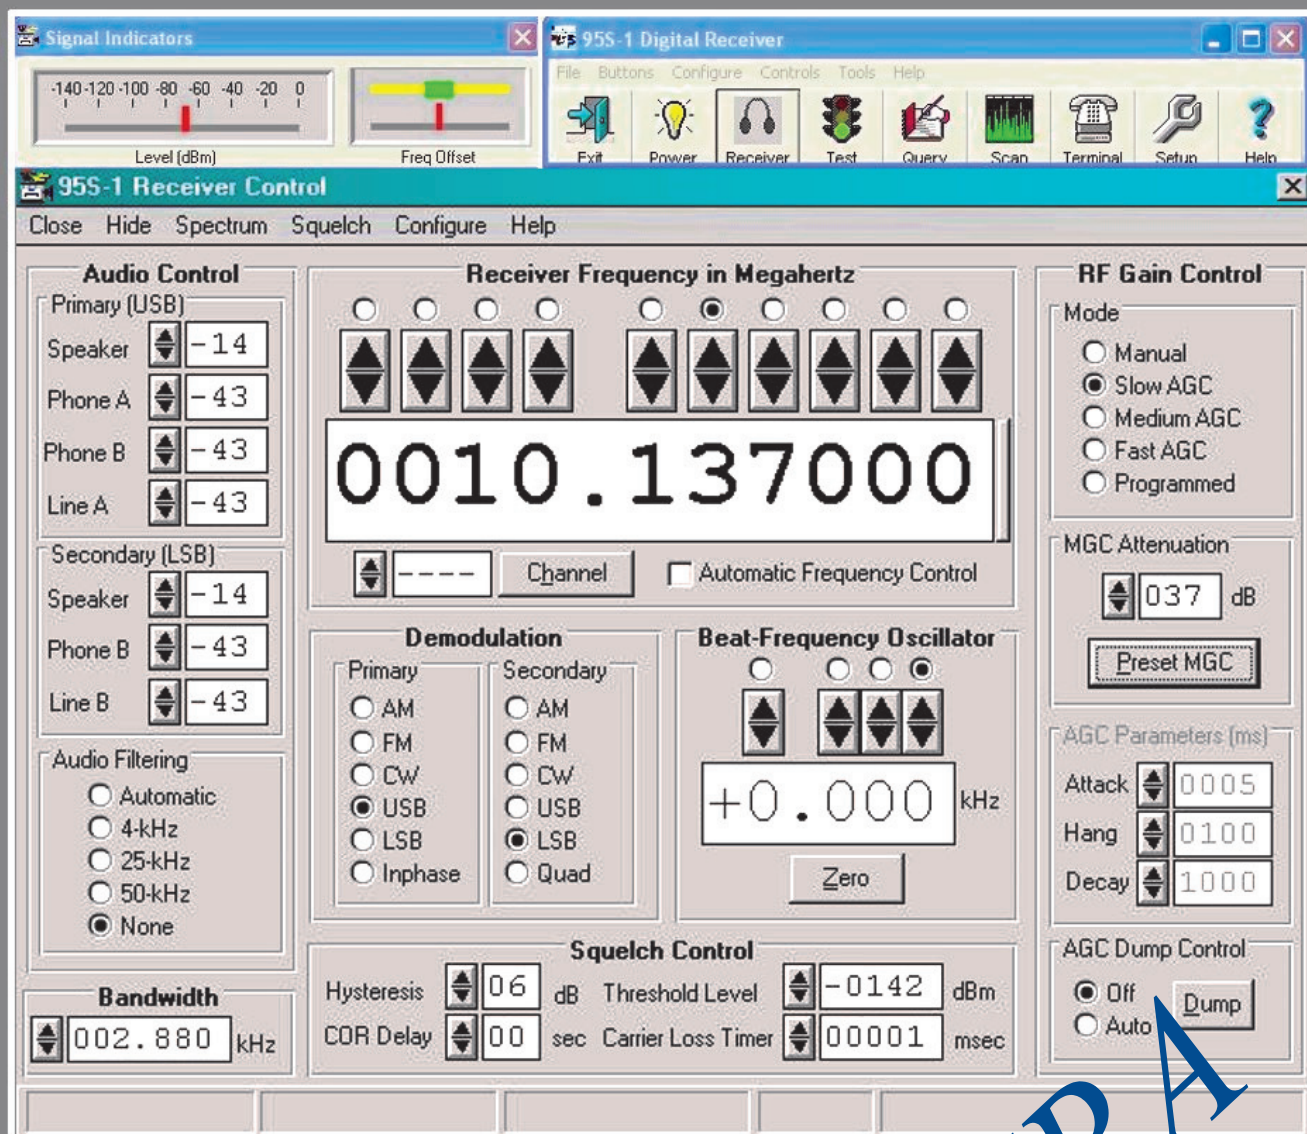 Signal Indicators
-140 -120 -100 -80 -60 -40 -20 0
Level (dBm)
Freq Offset
95S-1 Digital Receiver
File Buttons Configure Controls Tools Help
Exit Power Receiver Test Query Scan Terminal Setup Help
95S-1 Receiver Control
Close Hide Spectrum Squelch Configure Help
Audio Control
Primary (USB)
Speaker -14
Phone A -43
Phone B -43
Line A -43
Secondary (LSB)
Speaker -14
Phone B -43
Line B -43
Audio Filtering
Automatic
4-kHz
25-kHz
50-kHz
None
Bandwidth
002.880 kHz
Receiver Frequency in Megahertz
0010.137000
---- Channel Automatic Frequency Control
Demodulation
Primary
AM
FM
CW
USB
LSB
Inphase
Secondary
AM
FM
CW
USB
LSB
Quad
Beat-Frequency Oscillator
+0.000 kHz
Zero
Squelch Control
Hysteresis 06 dB Threshold Level -0142 dBm
COR Delay 00 sec Carrier Loss Timer 00001 msec
RF Gain Control
Mode
Manual
Slow AGC
Medium AGC
Fast AGC
Programmed
MGC Attenuation
037 dB
Preset MGC
AGC Parameters (ms)
Attack 0005
Hang 0100
Decay 1000
AGC Dump Control
Off
Auto
Dump
PA